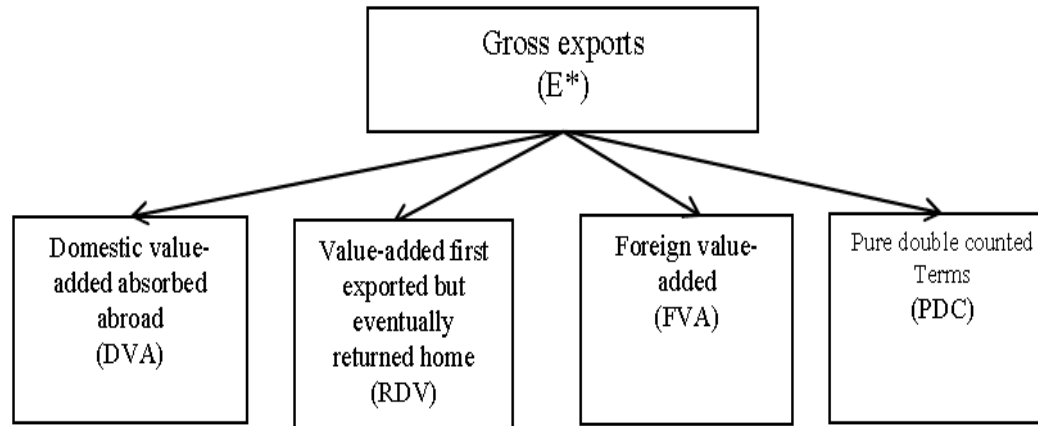 Gross exports
(E*)
Domestic value-
added absorbed
abroad
(DVA)
Value-added first
exported but
eventually
returned home
(RDV)
Foreign value-
added
(FVA)
Pure double counted
Terms
(PDC)